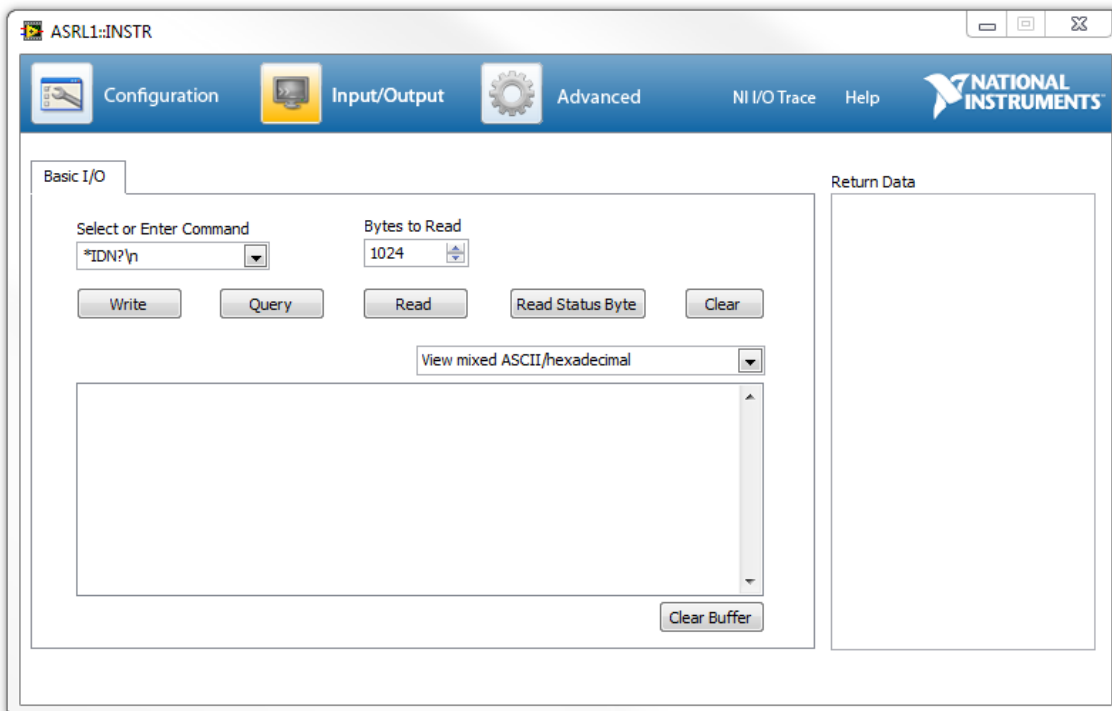 ASRL1::INSTR
Configuration Input/Output Advanced NI I/O Trace Help NATIONAL INSTRUMENTS
Basic I/O
Return Data
Select or Enter Command Bytes to Read
*IDN?\n 1024
Write Query Read Read Status Byte Clear
View mixed ASCII/hexadecimal
Clear Buffer